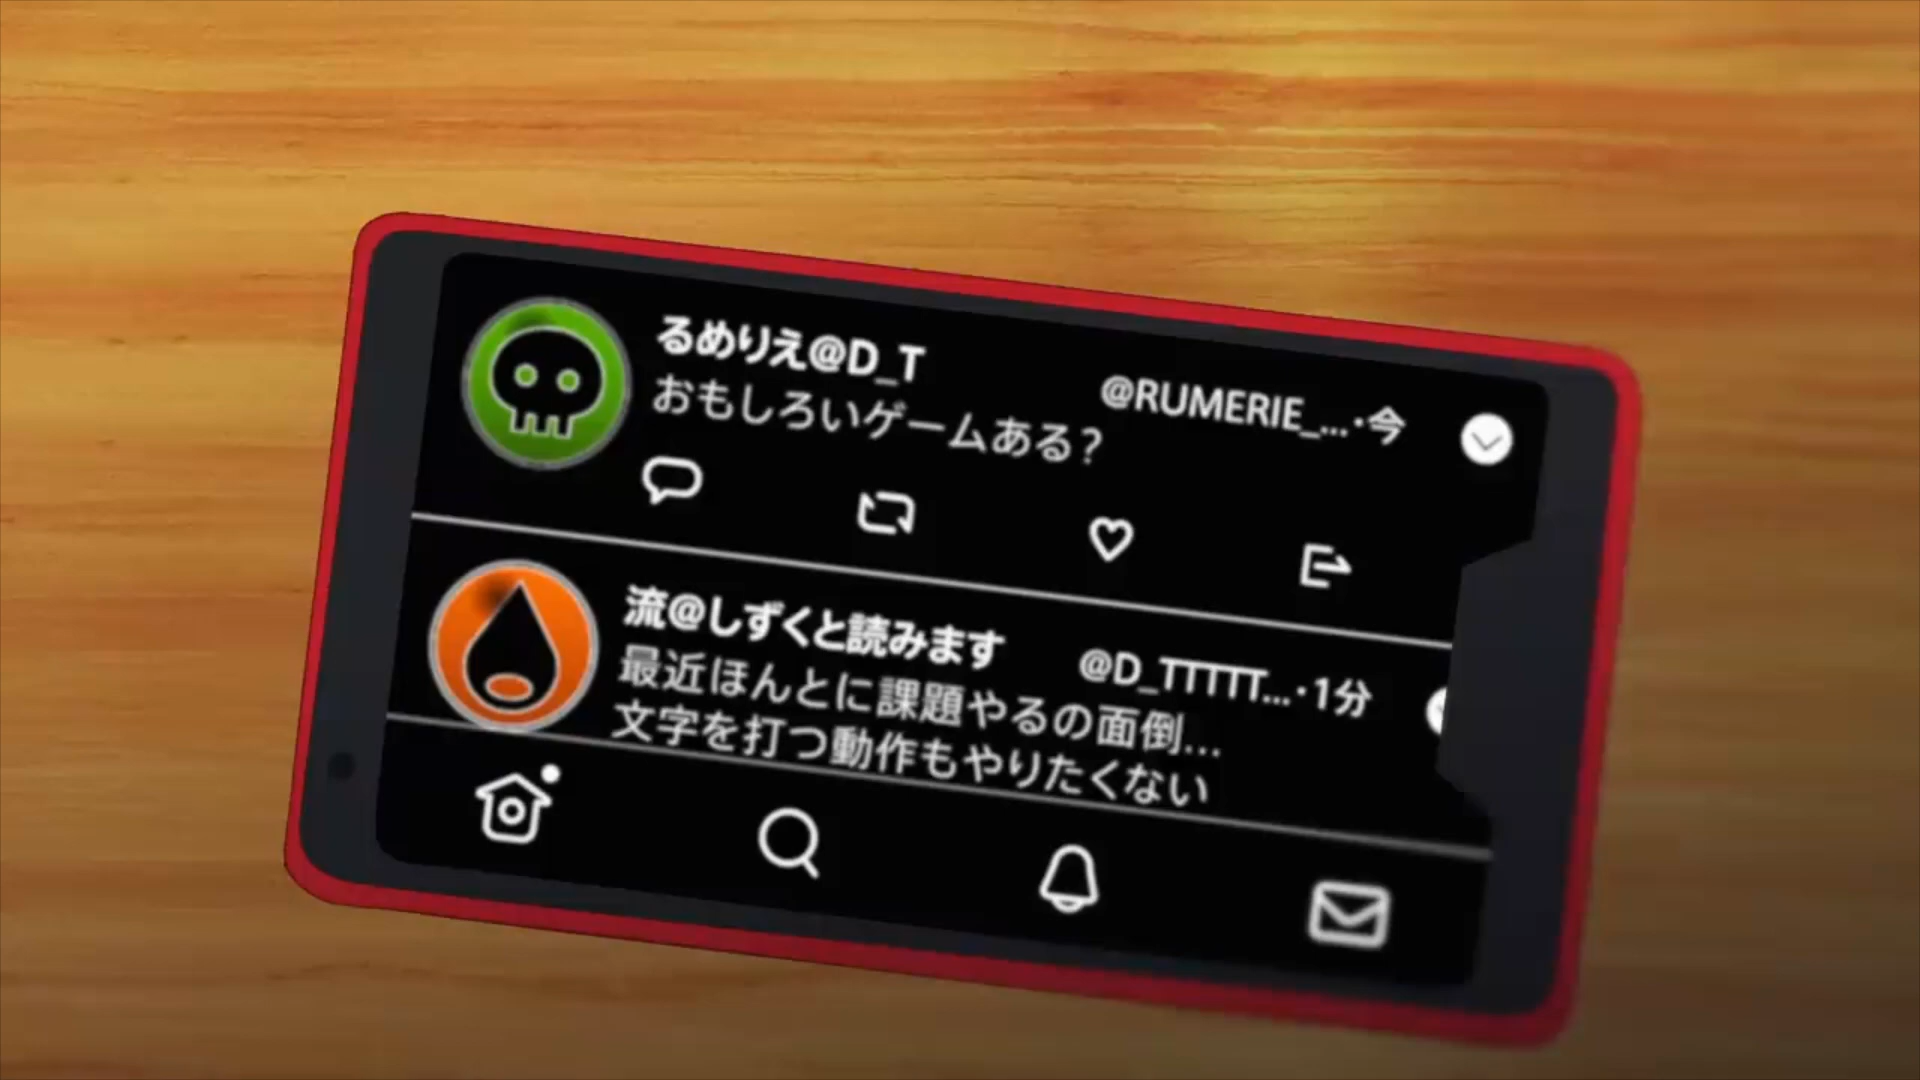 るめりえ@D_T
@RUMERIE_...・今
おもしろいゲームある?
流@しずくと読みます
@D_TTTTT...・1分
最近ほんとに課題やるの面倒...
文字を打つ動作もやりたくない